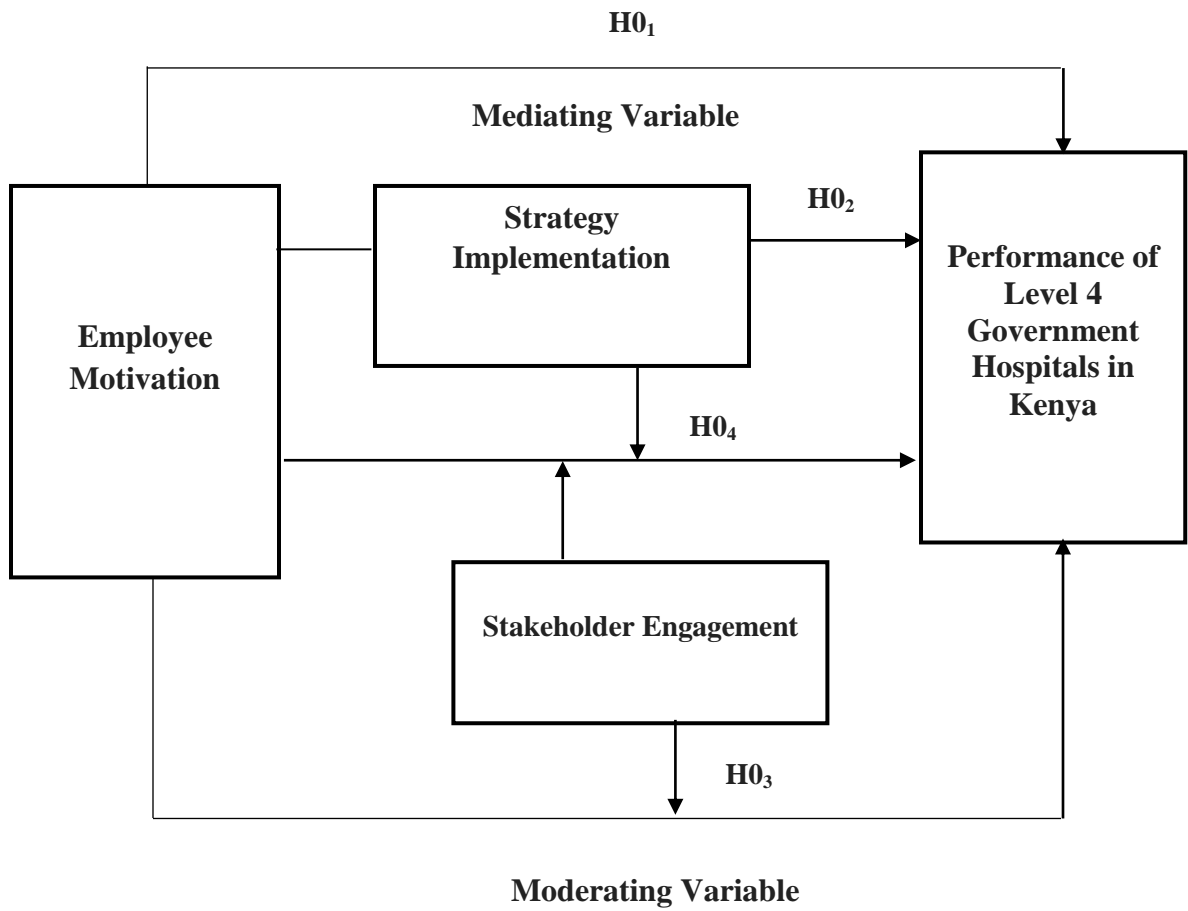 H0₁
Mediating Variable
Strategy
Implementation
H0₂
Employee
Motivation
Performance of
Level 4
Government
Hospitals in
Kenya
H0₄
Stakeholder Engagement
H0₃
Moderating Variable